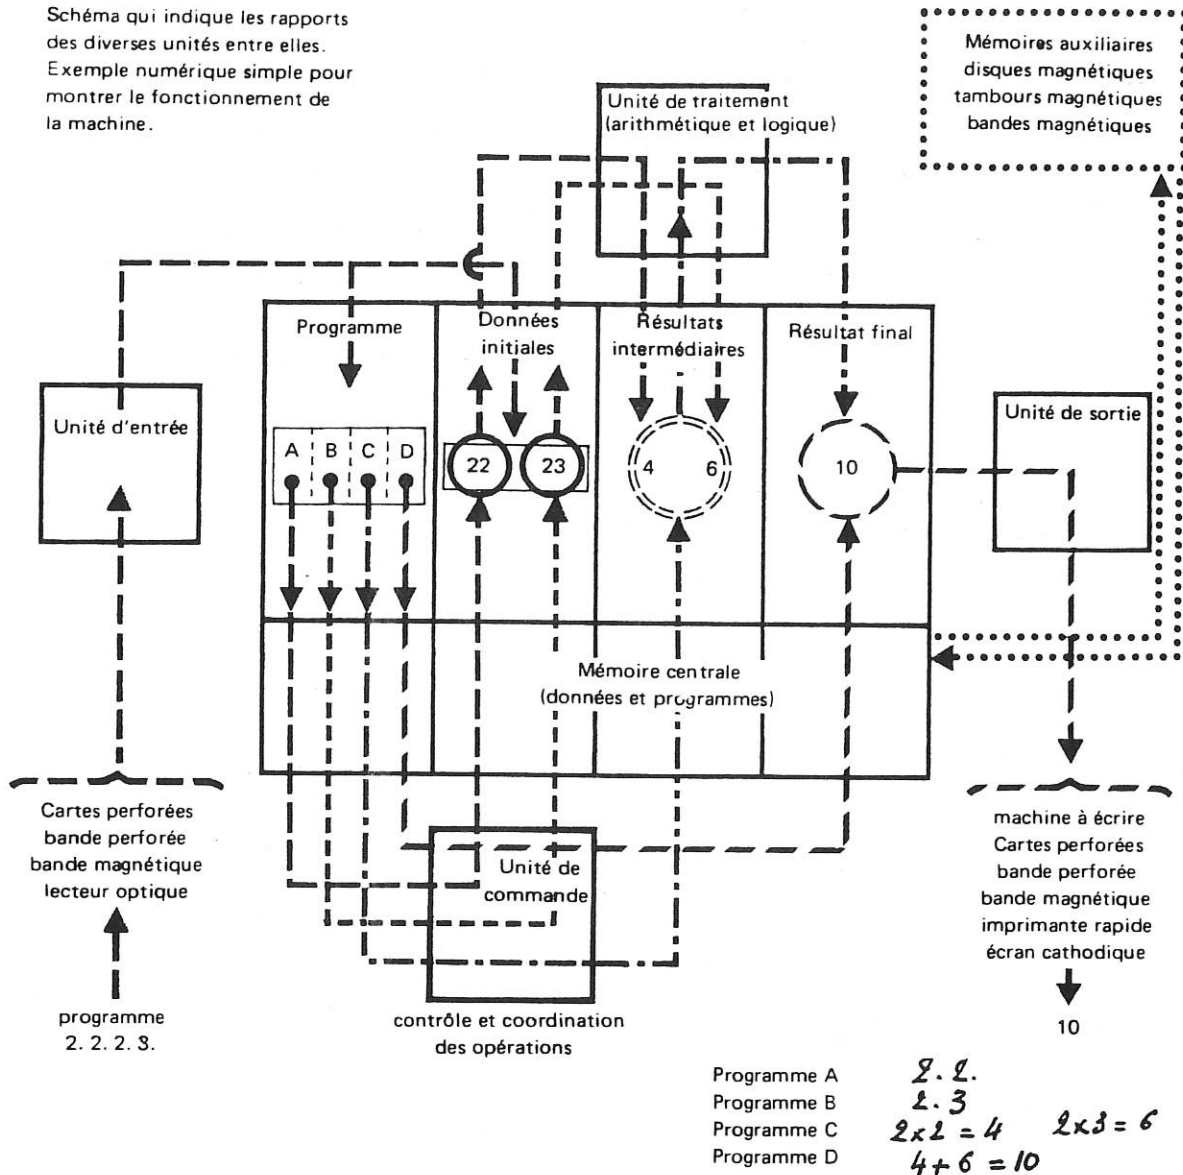 Schéma qui indique les rapports
des diverses unités entre elles.
Exemple numérique simple pour
montrer le fonctionnement de
la machine.
Mémoires auxiliaires
disques magnétiques
tambours magnétiques
bandes magnétiques
Unité de traitement
(arithmétique et logique)
Programme
Données
initiales
Résultats
intermédiaires
Résultat final
Unité d'entrée
Unité de sortie
A B C D
22 23
4 6
10
Mémoire centrale
(données et programmes)
Cartes perforées
bande perforée
bande magnétique
lecteur optique
programme
2. 2. 2. 3.
Unité de
commande
contrôle et coordination
des opérations
machine à écrire
Cartes perforées
bande perforée
bande magnétique
imprimante rapide
écran cathodique
10
Programme A 2. 2.
Programme B 2. 3
Programme C 2x2 = 4 2x3 = 6
Programme D 4+6 = 10